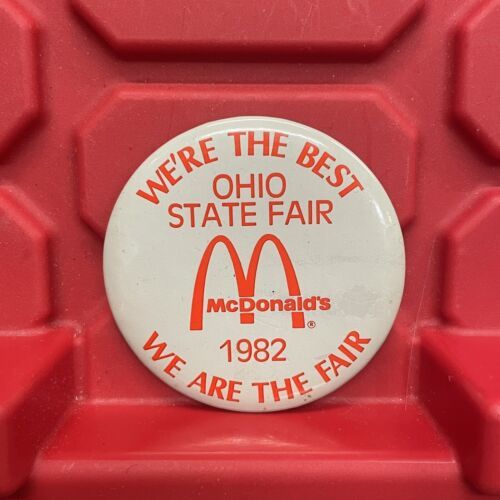 WE'RE THE BEST
OHIO
STATE FAIR
McDonald's ®
1982
WE ARE THE FAIR